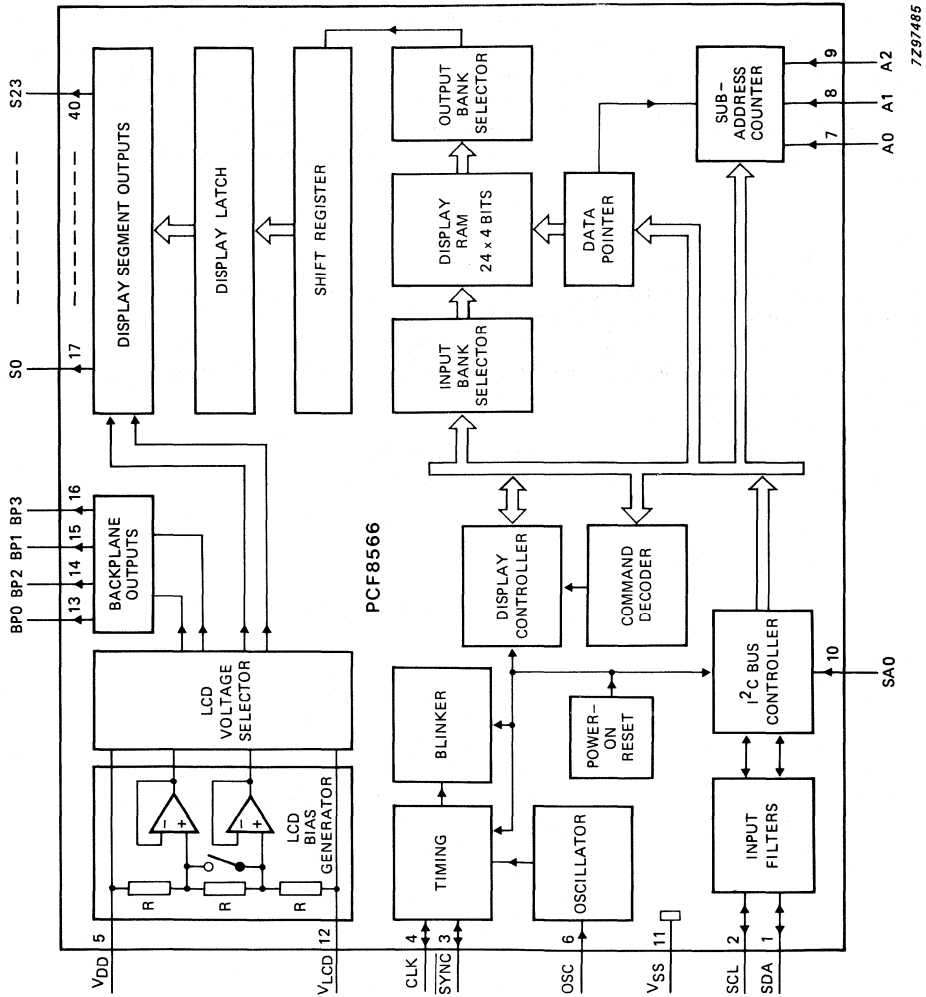 BP0 BP2 BP1 BP3 S0 S23
13 14 15 16 17 40
VDD 5
R
R
R
LCD
BIAS
GENERATOR
VLCD 12
LCD
VOLTAGE
SELECTOR
BACKPLANE
OUTPUTS
DISPLAY SEGMENT OUTPUTS
DISPLAY LATCH
SHIFT REGISTER
PCF8566
CLK 4
SYNC 3
TIMING
BLINKER
DISPLAY
CONTROLLER
INPUT
BANK
SELECTOR
DISPLAY
RAM
24 x 4 BITS
OUTPUT
BANK
SELECTOR
OSC 6
OSCILLATOR
POWER-
ON
RESET
COMMAND
DECODER
DATA
POINTER
VSS 11
SCL 2
SDA 1
INPUT
FILTERS
I2C BUS
CONTROLLER
SUB-
ADDRESS
COUNTER
10 7 8 9
SA0 A0 A1 A2
7Z97485
- + - +